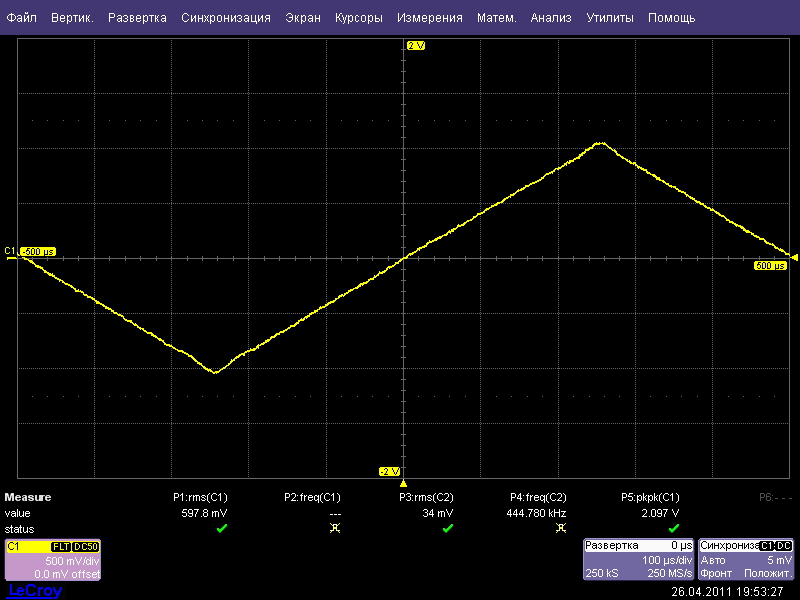 Файл Вертик. Развертка Синхронизация Экран Курсоры Измерения Матем. Анализ Утилиты Помощь
2 V
C1 -500 µs
500 µs
-2 V
Measure P1:rms(C1) P2:freq(C1) P3:rms(C2) P4:freq(C2) P5:pkpk(C1) P6:- - -
value 597.8 mV --- 34 mV 444.780 kHz 2.097 V
status
C1 FLT DC50
500 mV/div
0.0 mV offset
Развертка 0 µs
100 µs/div
250 kS 250 MS/s
Синхрониза C1 DC
Авто 5 mV
Фронт Положит.
LeCroy
26.04.2011 19:53:27